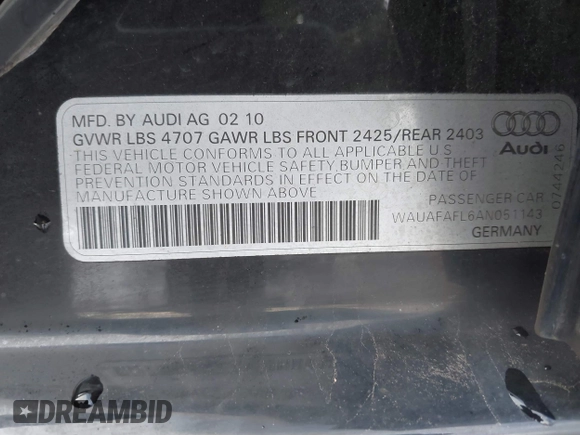 MFD. BY AUDI AG 02 10
GVWR LBS 4707 GAWR LBS FRONT 2425/REAR 2403
THIS VEHICLE CONFORMS TO ALL APPLICABLE U S
FEDERAL MOTOR VEHICLE SAFETY BUMPER AND THEFT
PREVENTION STANDARDS IN EFFECT ON THE DATE OF
MANUFACTURE SHOWN ABOVE
Audi
PASSENGER CAR
WAUAFAFL6AN051143
GERMANY
0744246
DREAMBID